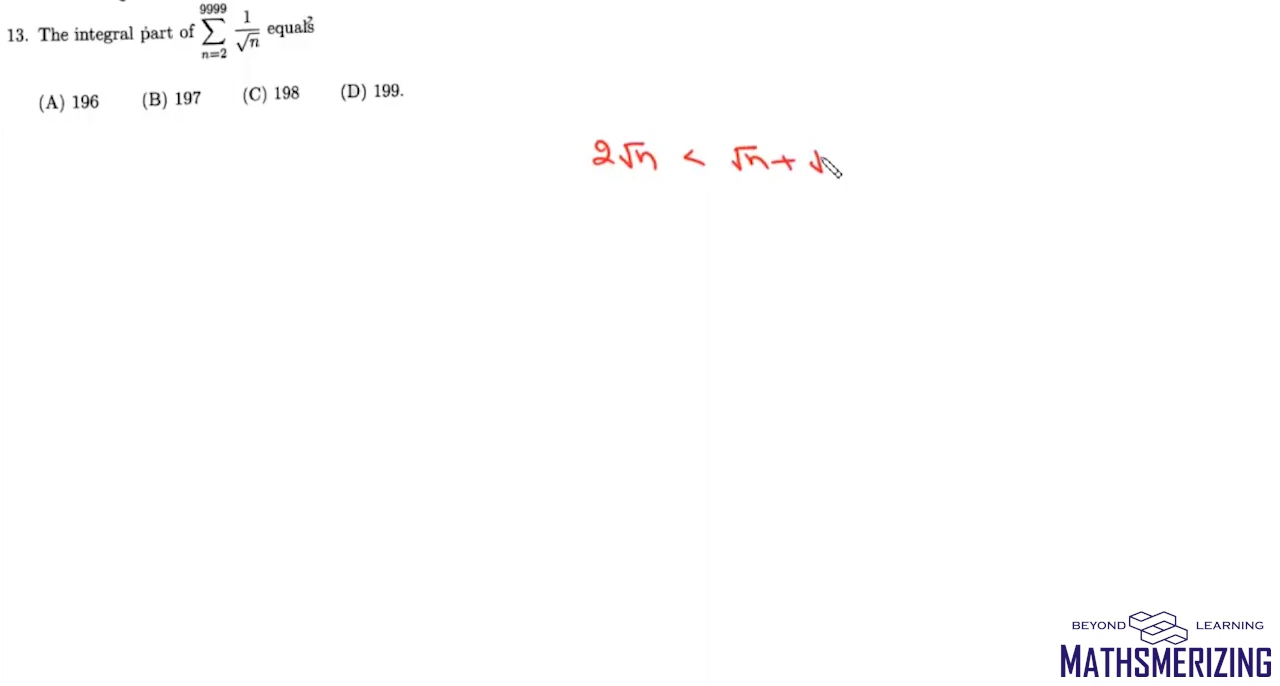 13. The integral part of \sum_{n=2}^{9999} \frac{1}{\sqrt{n}} equals
(A) 196 (B) 197 (C) 198 (D) 199.
2√n < √n + √
BEYOND LEARNING
MATHSMERIZING